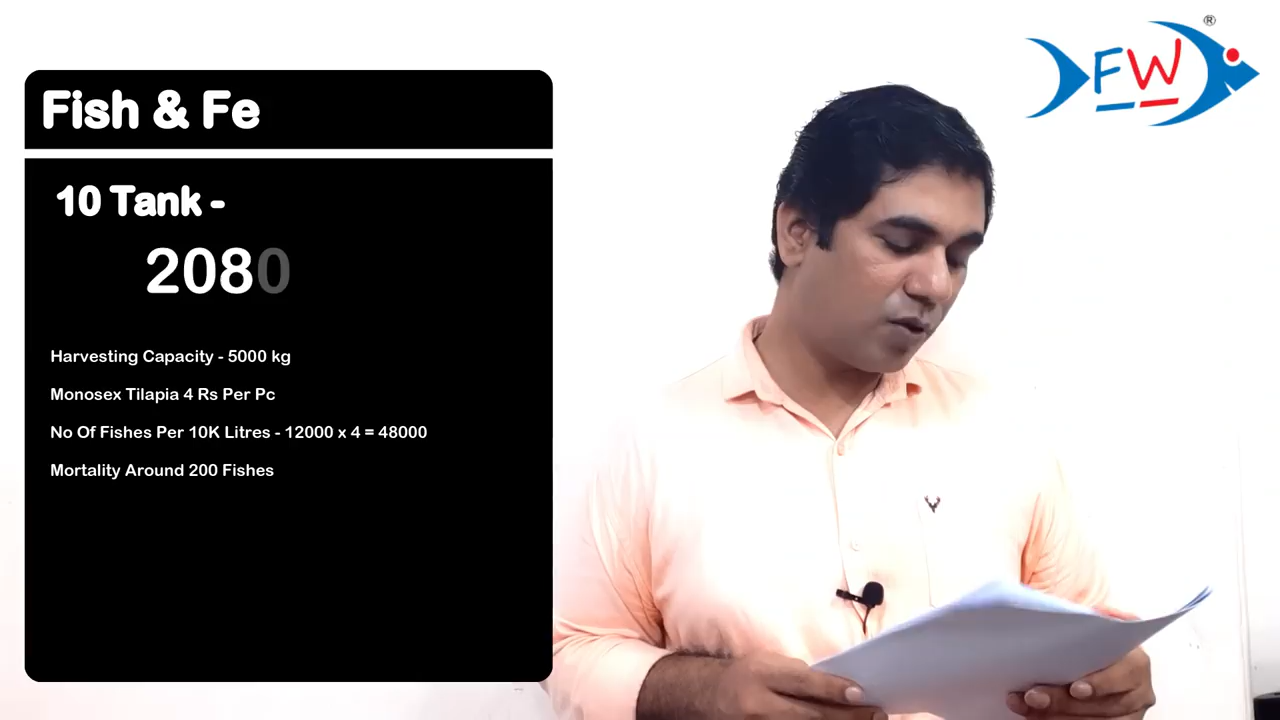 Fish & Fe
10 Tank -
2080
Harvesting Capacity - 5000 kg
Monosex Tilapia 4 Rs Per Pc
No Of Fishes Per 10K Litres - 12000 x 4 = 48000
Mortality Around 200 Fishes
FW
®